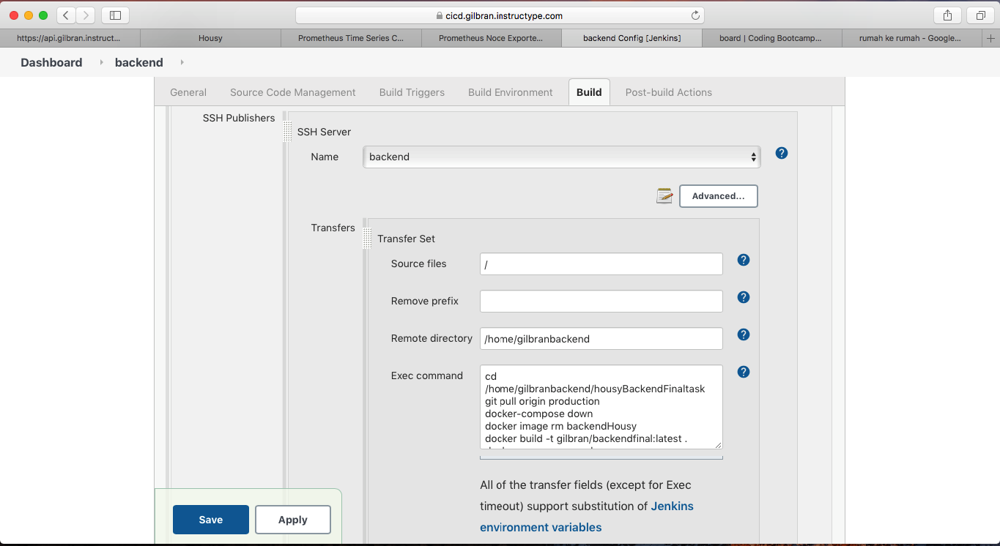 cicd.gilbran.instructype.com
https://api.gilbran.instruct...
Housy
Prometheus Time Series C...
Prometheus Noce Exporte...
backend Config [Jenkins]
board | Coding Bootcamp...
rumah ke rumah - Google...
Dashboard
backend
General
Source Code Management
Build Triggers
Build Environment
Build
Post-build Actions
SSH Publishers
SSH Server
Name
backend
?
Advanced...
Transfers
Transfer Set
Source files
/
?
Remove prefix
?
Remote directory
/home/gilbranbackend
?
Exec command
?
cd
/home/gilbranbackend/housyBackendFinaltask
git pull origin production
docker-compose down
docker image rm backendHousy
docker build -t gilbran/backendfinal:latest .
All of the transfer fields (except for Exec
timeout) support substitution of Jenkins
environment variables
Save
Apply